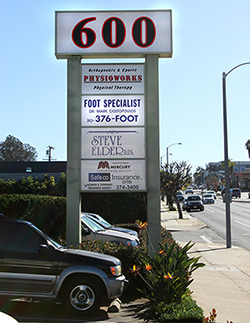 600
Orthopaedic & Sports
PHYSIOWORKS
Physical Therapy
FOOT SPECIALIST
DR. MARK COSTOPOULOS
376-FOOT
STEVE
ELDER
MERCURY
Safeco Insurance
374-3400